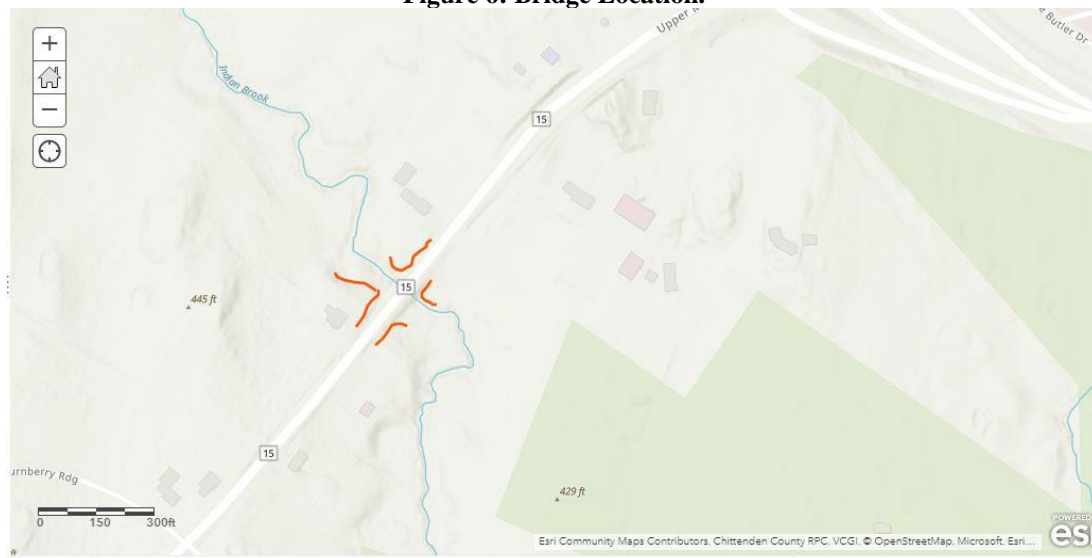 Figure 6: Bridge Location.
Upper
Butler Dr
Indian Brook
15
15
445 ft
15
urnberry Rdg
429 ft
0 150 300ft
Esri Community Maps Contributors, Chittenden County RPC, VCGI, © OpenStreetMap, Microsoft, Esri...
POWERED
es